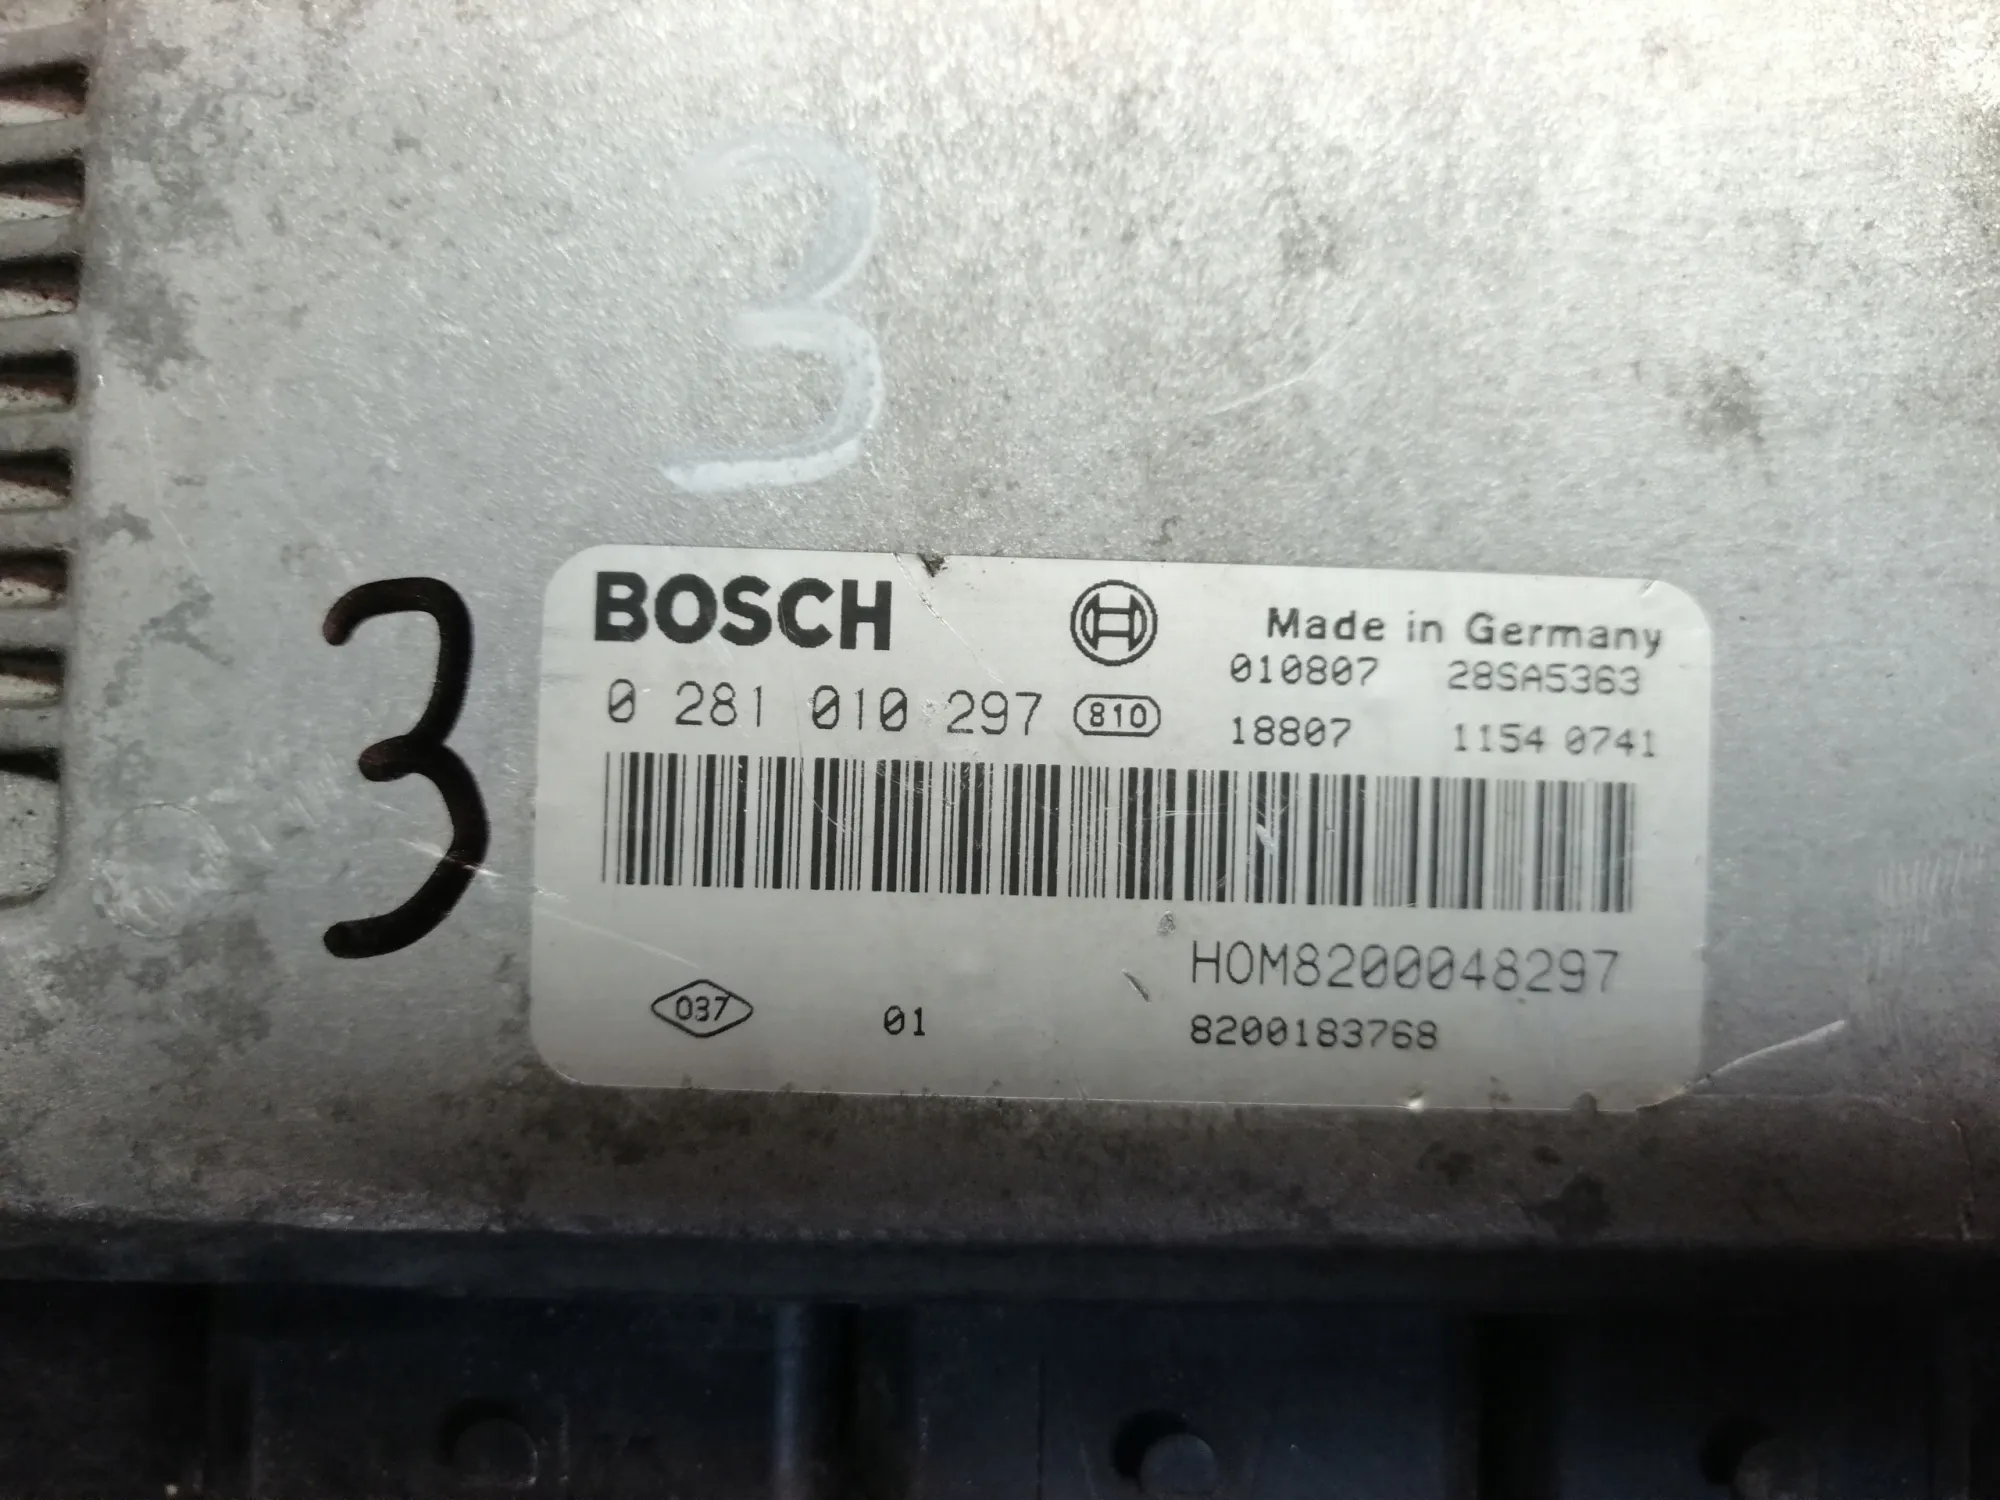 3
3
BOSCH
Made in Germany
010807 28SA5363
0 281 010 297 810
18807 1154 0741
HOM8200048297
037 01 8200183768